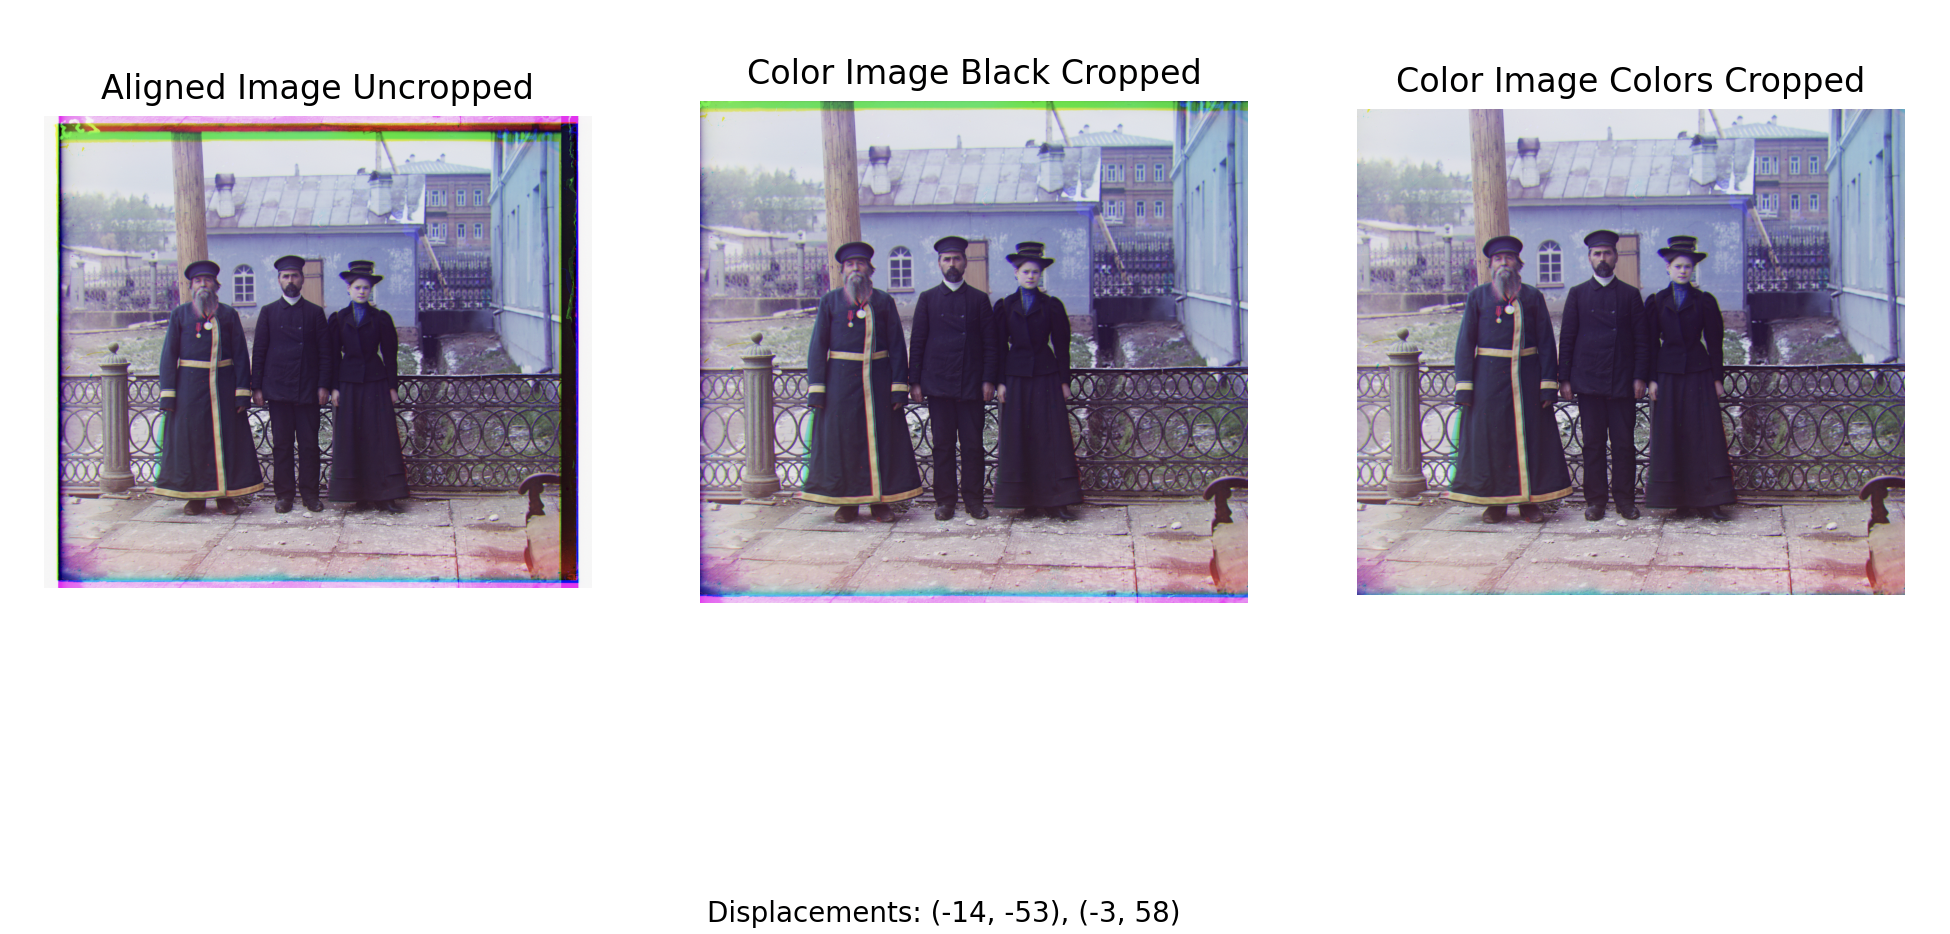 Aligned Image Uncropped
Color Image Black Cropped
Color Image Colors Cropped
Displacements: (-14, -53), (-3, 58)